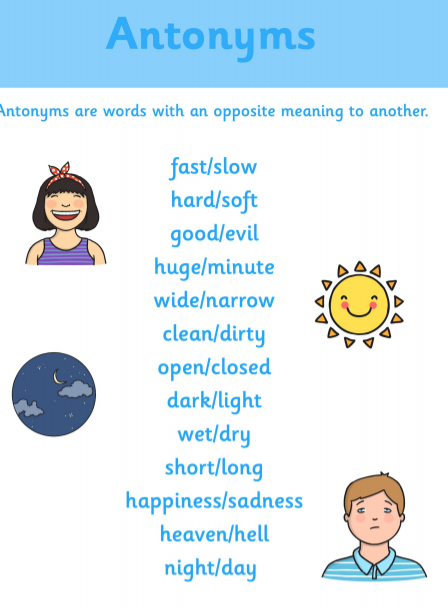 Antonyms
Antonyms are words with an opposite meaning to another.
fast/slow
hard/soft
good/evil
huge/minute
wide/narrow
clean/dirty
open/closed
dark/light
wet/dry
short/long
happiness/sadness
heaven/hell
night/day